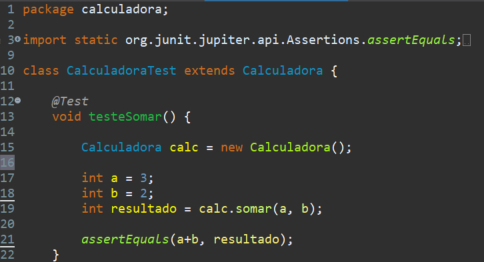 1 package calculadora;
2
3 import static org.junit.jupiter.api.Assertions.assertEquals;
9
10 class CalculadoraTest extends Calculadora {
11
12 @Test
13 void testeSomar() {
14
15 Calculadora calc = new Calculadora();
16
17 int a = 3;
18 int b = 2;
19 int resultado = calc.somar(a, b);
20
21 assertEquals(a+b, resultado);
22 }